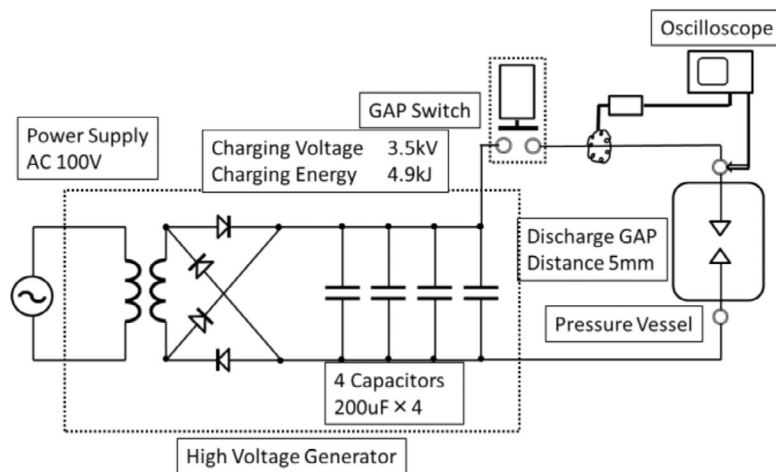 Oscilloscope
GAP Switch
Power Supply
AC 100V
Charging Voltage 3.5kV
Charging Energy 4.9kJ
Discharge GAP
Distance 5mm
Pressure Vessel
4 Capacitors
200uF × 4
High Voltage Generator